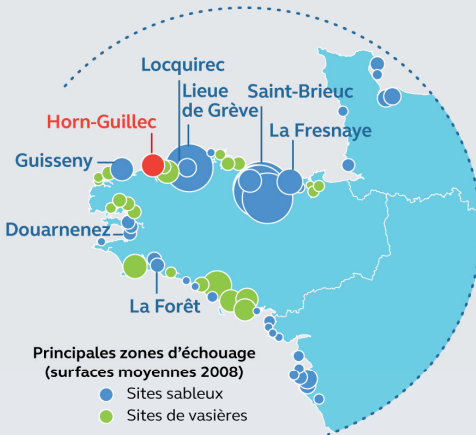 Locquirec
Lieue
de Grève
Saint-Brieuc
La Fresnaye
Horn-Guillec
Guisseny
Douarnenez
La Forêt
Principales zones d'échouage
(surfaces moyennes 2008)
Sites sableux
Sites de vasières